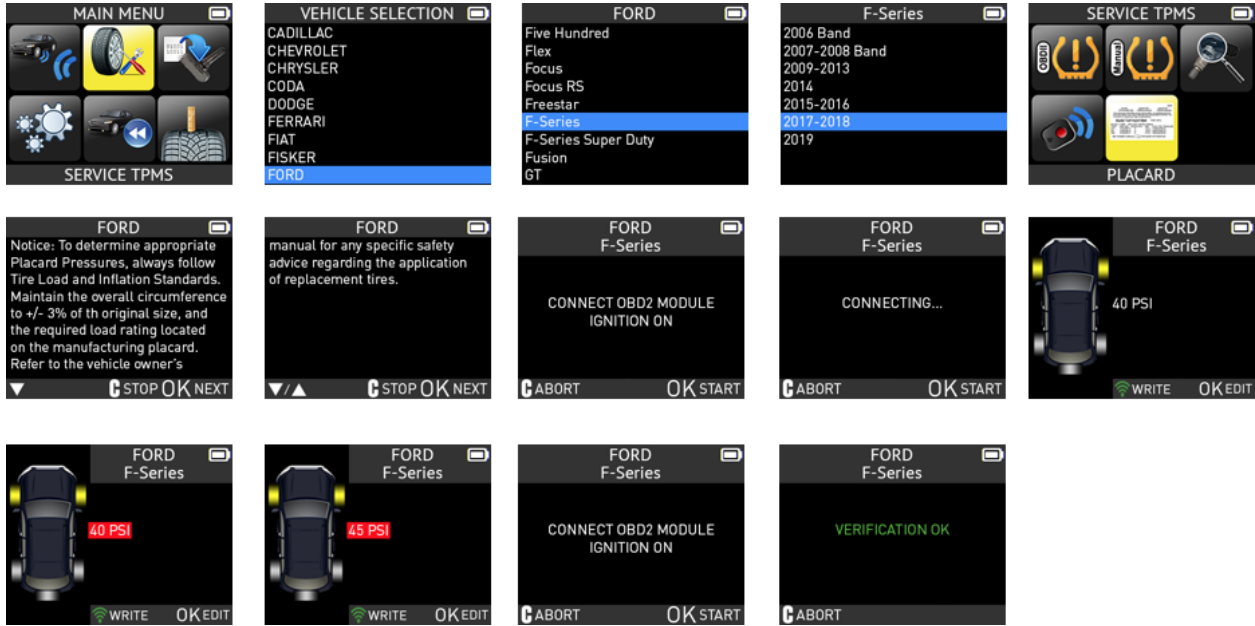 MAIN MENU
SERVICE TPMS
VEHICLE SELECTION
CADILLAC
CHEVROLET
CHRYSLER
CODA
DODGE
FERRARI
FIAT
FISKER
FORD
FORD
Five Hundred
Flex
Focus
Focus RS
Freestar
F-Series
F-Series Super Duty
Fusion
GT
F-Series
2006 Band
2007-2008 Band
2009-2013
2014
2015-2016
2017-2018
2019
SERVICE TPMS
OBDII
Manual
PLACARD
FORD
Notice: To determine appropriate
Placard Pressures, always follow
Tire Load and Inflation Standards.
Maintain the overall circumference
to +/- 3% of th original size, and
the required load rating located
on the manufacturing placard.
Refer to the vehicle owner's
C STOP OK NEXT
FORD
manual for any specific safety
advice regarding the application
of replacement tires.
C STOP OK NEXT
FORD
F-Series
CONNECT OBD2 MODULE
IGNITION ON
C ABORT OK START
FORD
F-Series
CONNECTING...
C ABORT OK START
FORD
F-Series
40 PSI
WRITE OK EDIT
FORD
F-Series
40 PSI
WRITE OK EDIT
FORD
F-Series
45 PSI
WRITE OK EDIT
FORD
F-Series
CONNECT OBD2 MODULE
IGNITION ON
C ABORT OK START
FORD
F-Series
VERIFICATION OK
C ABORT